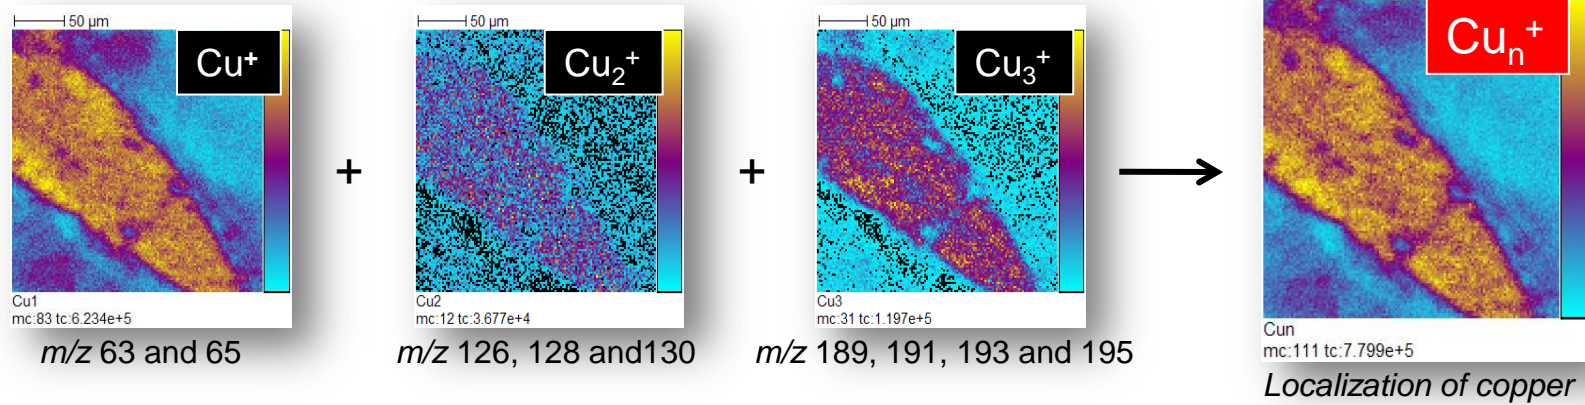 50 µm
Cu⁺
Cu1
mc:83 tc:6.234e+5
m/z 63 and 65
+
50 µm
Cu₂⁺
Cu2
mc:12 tc:3.677e+4
m/z 126, 128 and130
+
50 µm
Cu₃⁺
Cu3
mc:31 tc:1.197e+5
m/z 189, 191, 193 and 195
Cuₙ⁺
Cun
mc:111 tc:7.799e+5
Localization of copper